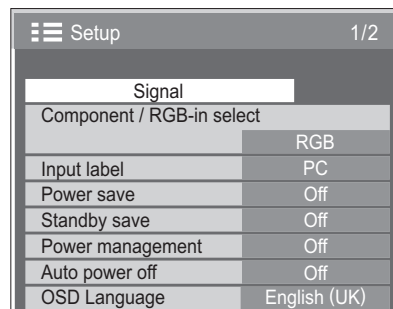 Setup 1/2
Signal
Component / RGB-in select
RGB
Input label PC
Power save Off
Standby save Off
Power management Off
Auto power off Off
OSD Language English (UK)